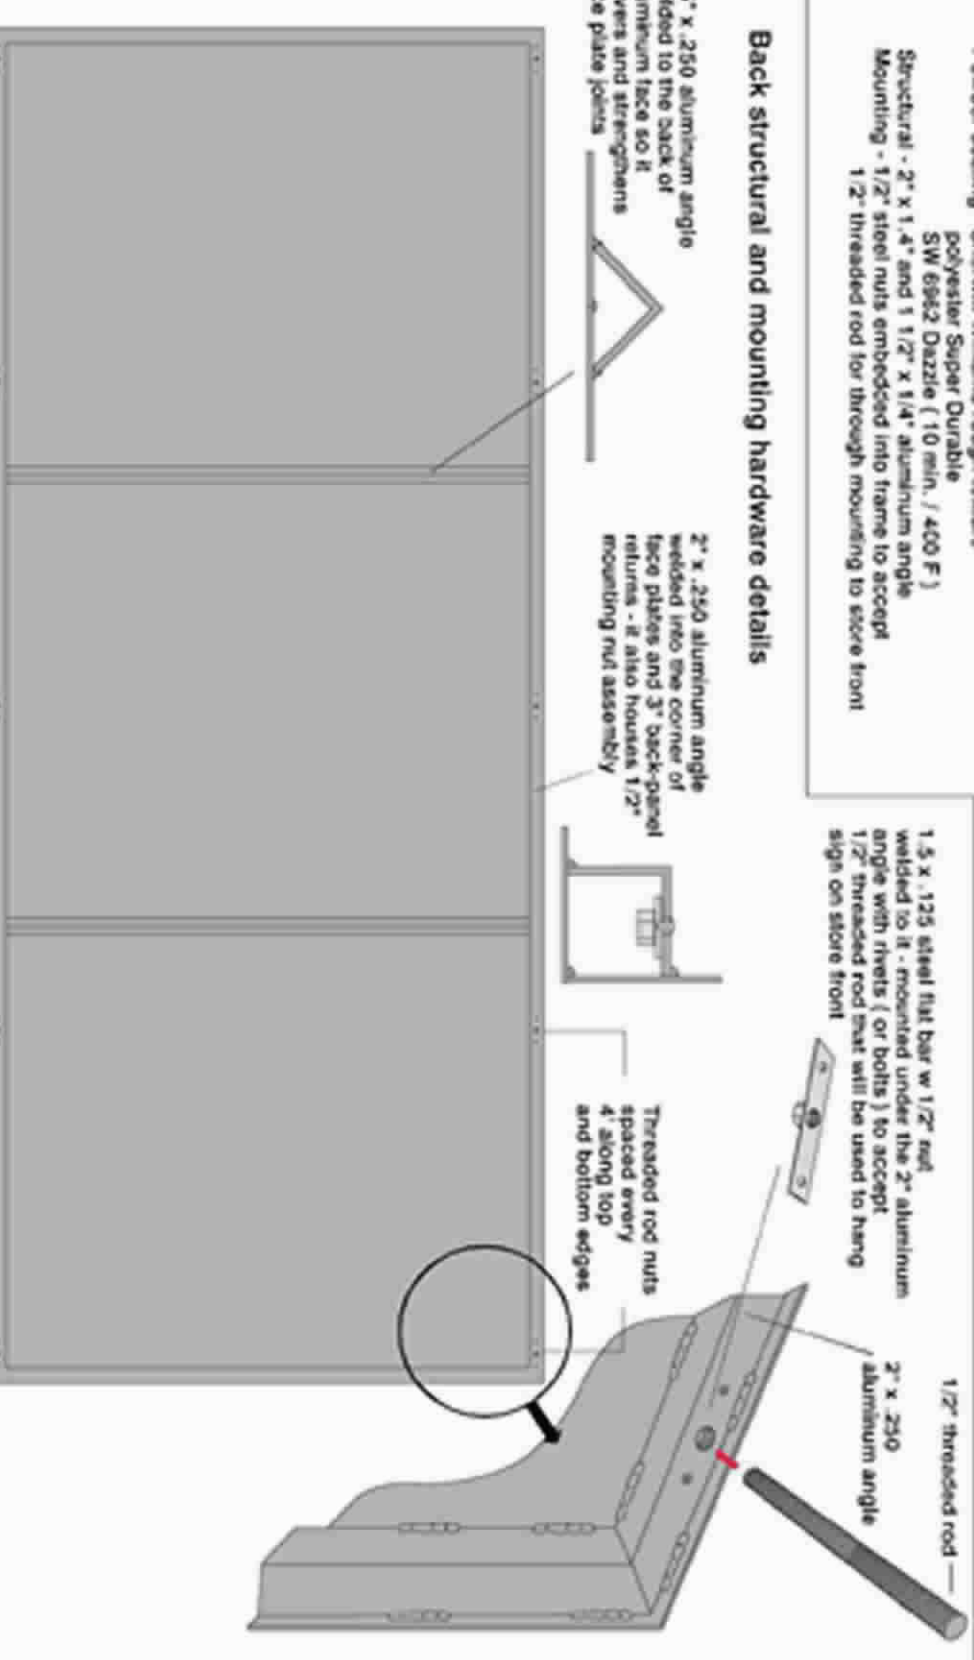 polyester Super Durable
SW 6962 Dazzle ( 10 min. / 400 F )
Structural - 2" x 1.4" and 1 1/2" x 1/4" aluminum angle
Mounting - 1/2" steel nuts embedded into frame to accept
1/2" threaded rod for through mounting to store front
Back structural and mounting hardware details
" x .250 aluminum angle
lded to the back of
minum face so it
vers and strengthens
e plate joints
2" x .250 aluminum angle
welded into the corner of
face plates and 3" back-panel
returns - it also houses 1/2"
mounting nut assembly
1.5 x .125 steel flat bar w 1/2" nut
welded to it - mounted under the 2" aluminum
angle with rivets ( or bolts ) to accept
1/2" threaded rod that will be used to hang
sign on store front
Threaded rod nuts
spaced every
4' along top
and bottom edges
1/2" threaded rod
2" x .250
aluminum angle